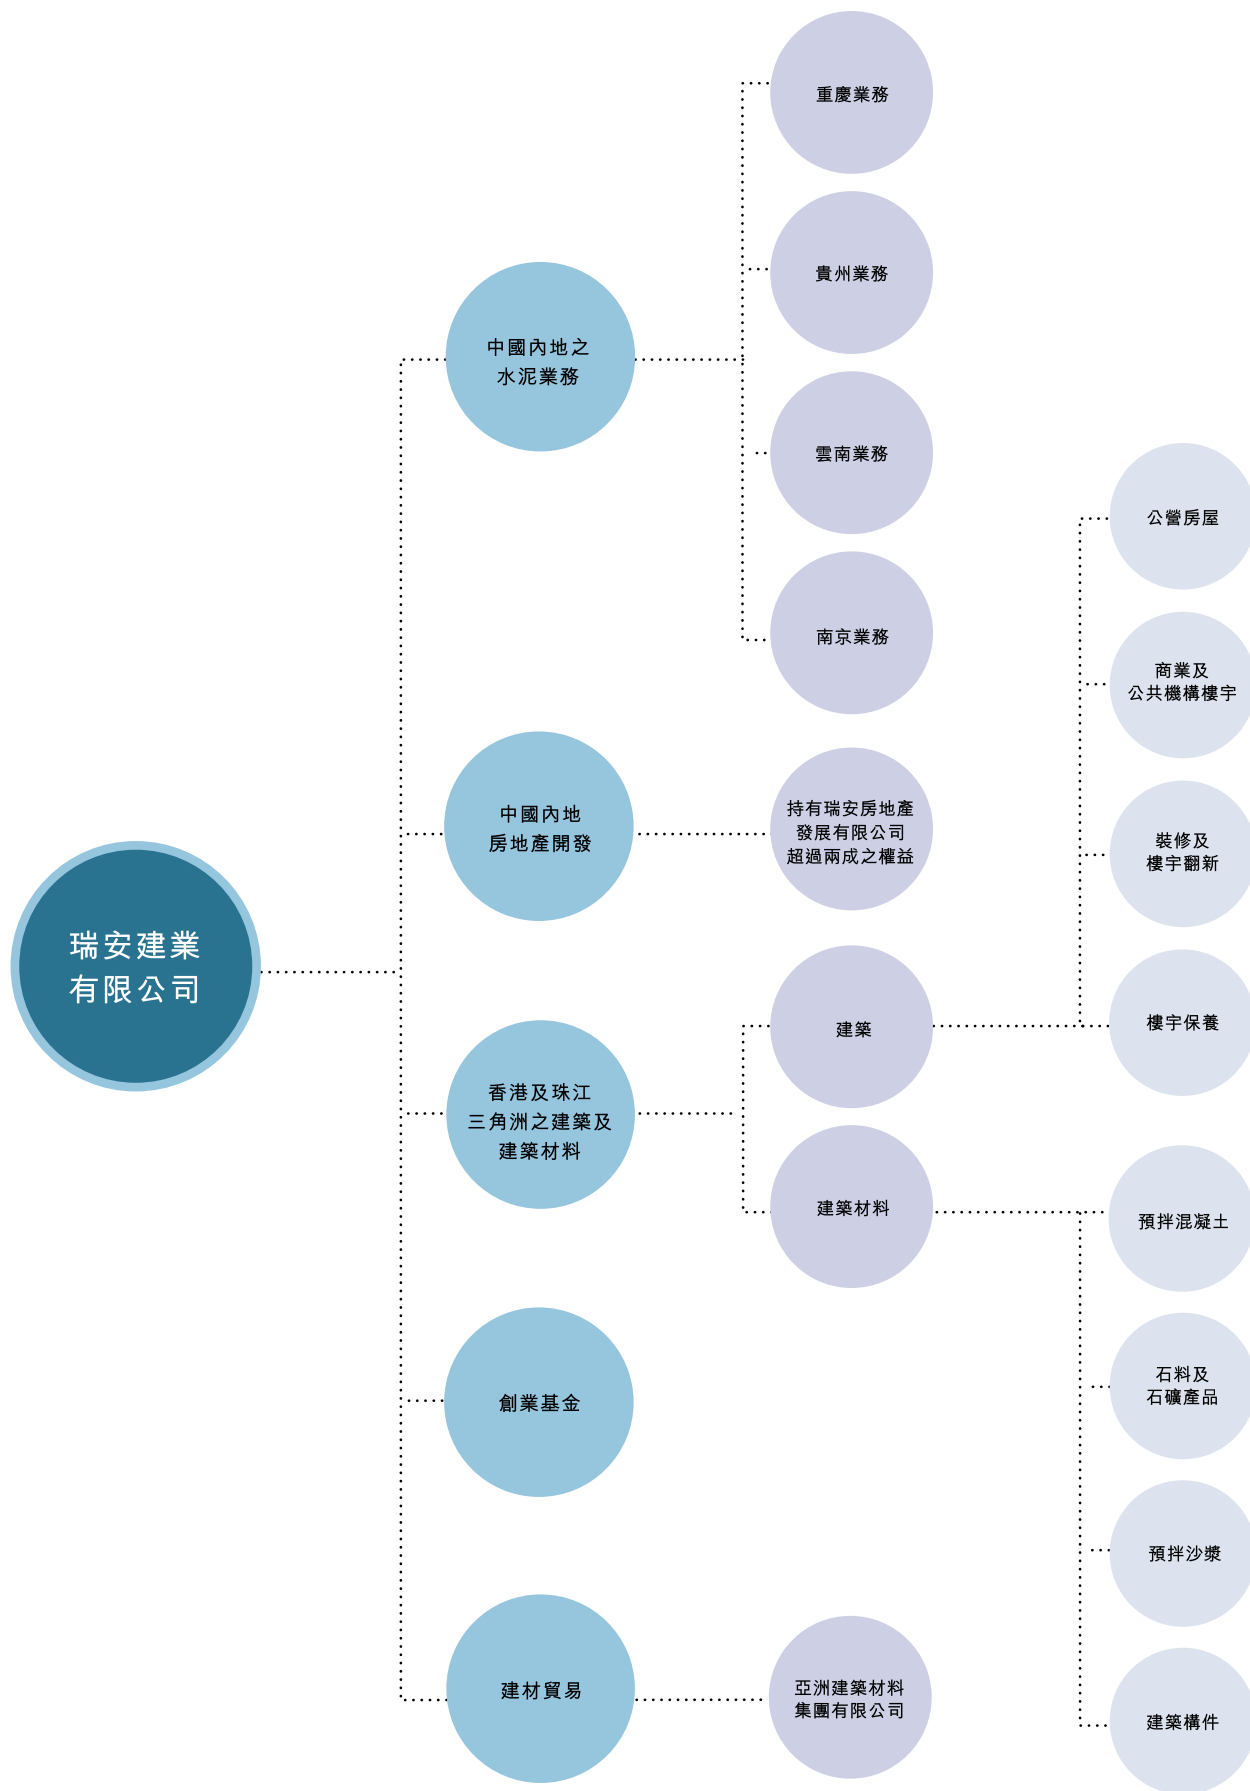 瑞安建業
有限公司
中國內地之
水泥業務
重慶業務
貴州業務
雲南業務
南京業務
中國內地
房地產開發
持有瑞安房地產
發展有限公司
超過兩成之權益
香港及珠江
三角洲之建築及
建築材料
建築
公營房屋
商業及
公共機構樓宇
裝修及
樓宇翻新
樓宇保養
建築材料
預拌混凝土
石料及
石礦產品
預拌沙漿
建築構件
創業基金
建材貿易
亞洲建築材料
集團有限公司